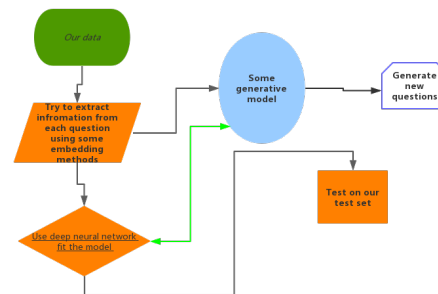 Our data
Try to extract
infromation from
each question
using some
embedding
methods
Some
generative
model
Generate
new
questions
Use deep neural network
fit the model
Test on our
test set